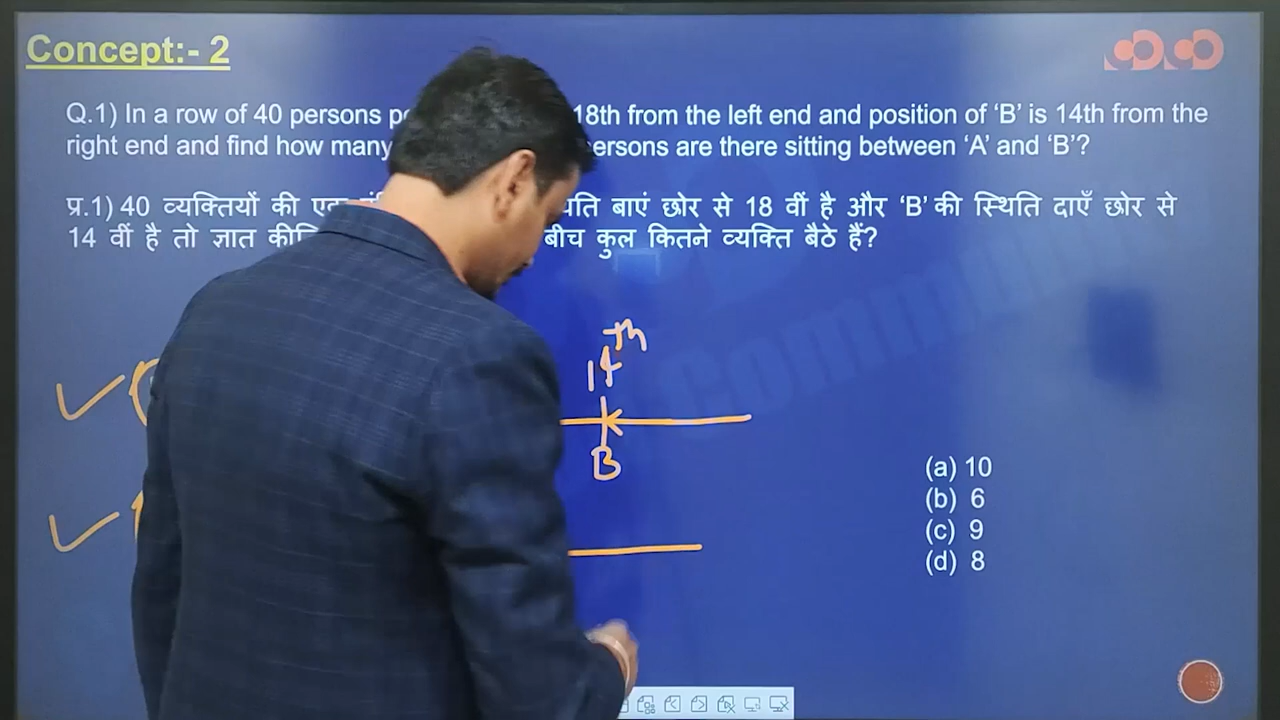 Concept:- 2
Q.1) In a row of 40 persons 18th from the left end and position of ‘B’ is 14th from the
right end and find how many persons are there sitting between ‘A’ and ‘B’?
प्र.1) 40 व्यक्तियों की बाएं छोर से 18 वीं है और ‘B’ की स्थिति दाएँ छोर से
14 वीं है तो ज्ञात बीच कुल कितने व्यक्ति बैठे हैं?
14th
B
(a) 10
(b) 6
(c) 9
(d) 8